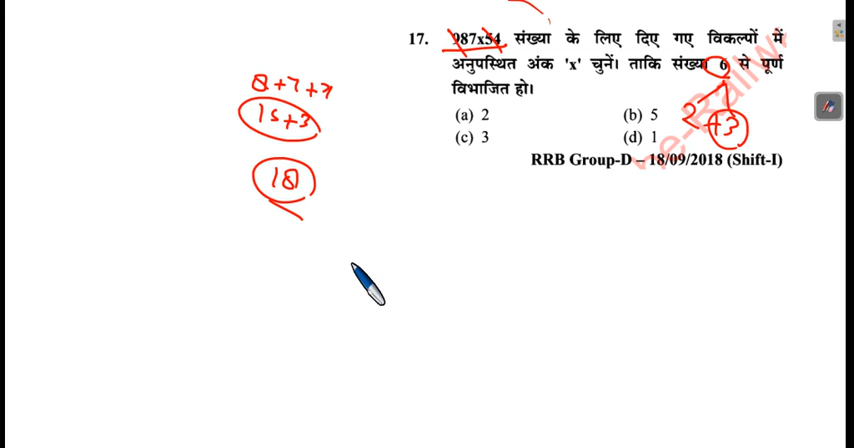 17. 987x54 संख्या के लिए दिए गए विकल्पों में
अनुपस्थित अंक 'x' चुनें। ताकि संख्या 6 से पूर्ण
विभाजित हो।
(a) 2 (b) 5
(c) 3 (d) 1
RRB Group-D – 18/09/2018 (Shift-I)
8+7+x
15+3
18
2 3